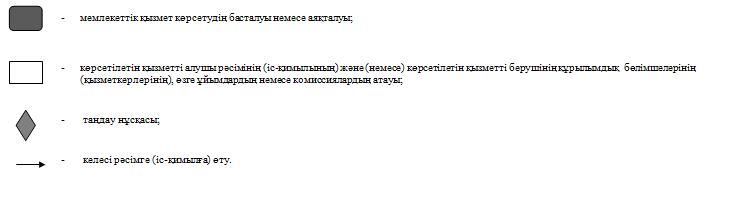 - мемлекеттік қызмет көрсетудің басталуы немесе аяқталуы;
- көрсетілетін қызметті алушы рәсімінің (іс-қимылының) және (немесе) көрсетілетін қызметті берушінің құрылымдық бөлімшелерінің
(қызметкерлерінің), өзге ұйымдардың немесе комиссиялардың атауы;
- таңдау нұсқасы;
- келесі рәсімге (іс-қимылға) өту.